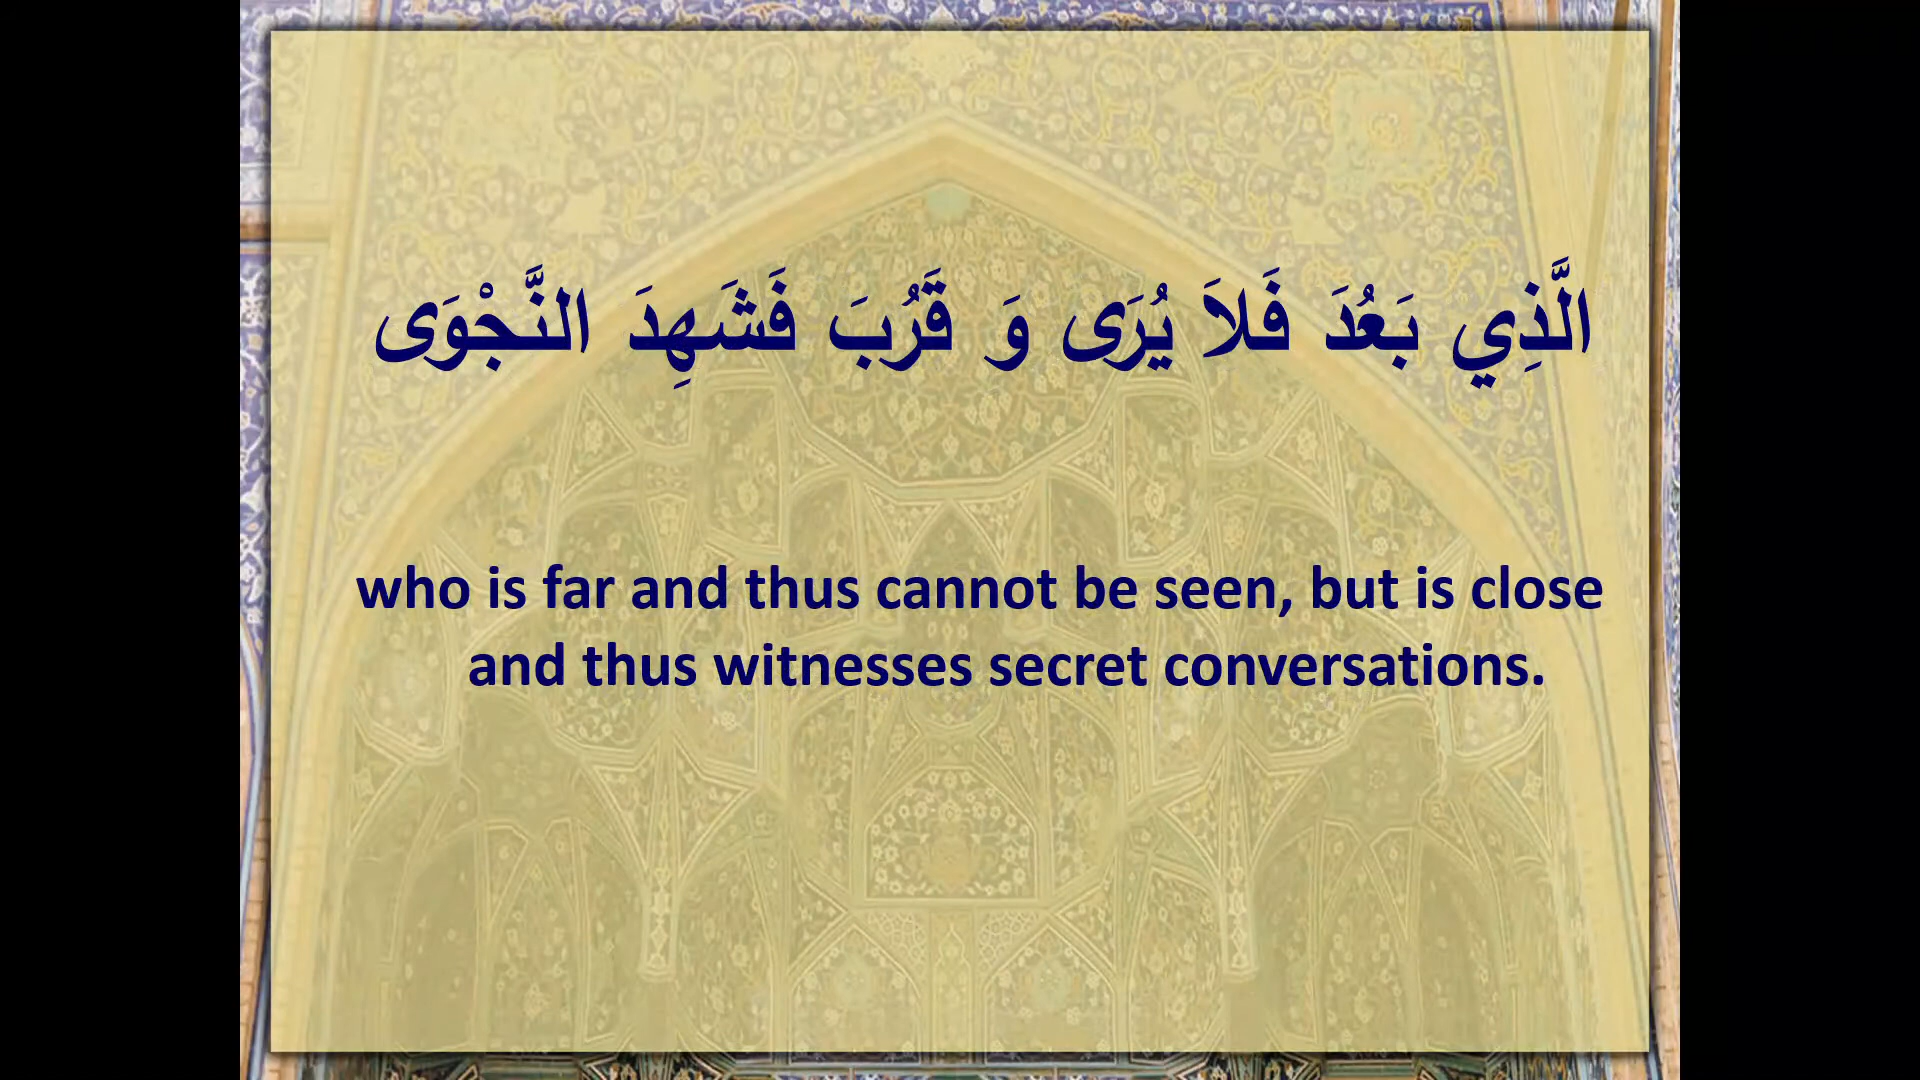 الَّذِي بَعُدَ فَلاَ يُرَى وَ قَرُبَ فَشَهِدَ النَّجْوَى
who is far and thus cannot be seen, but is close
and thus witnesses secret conversations.